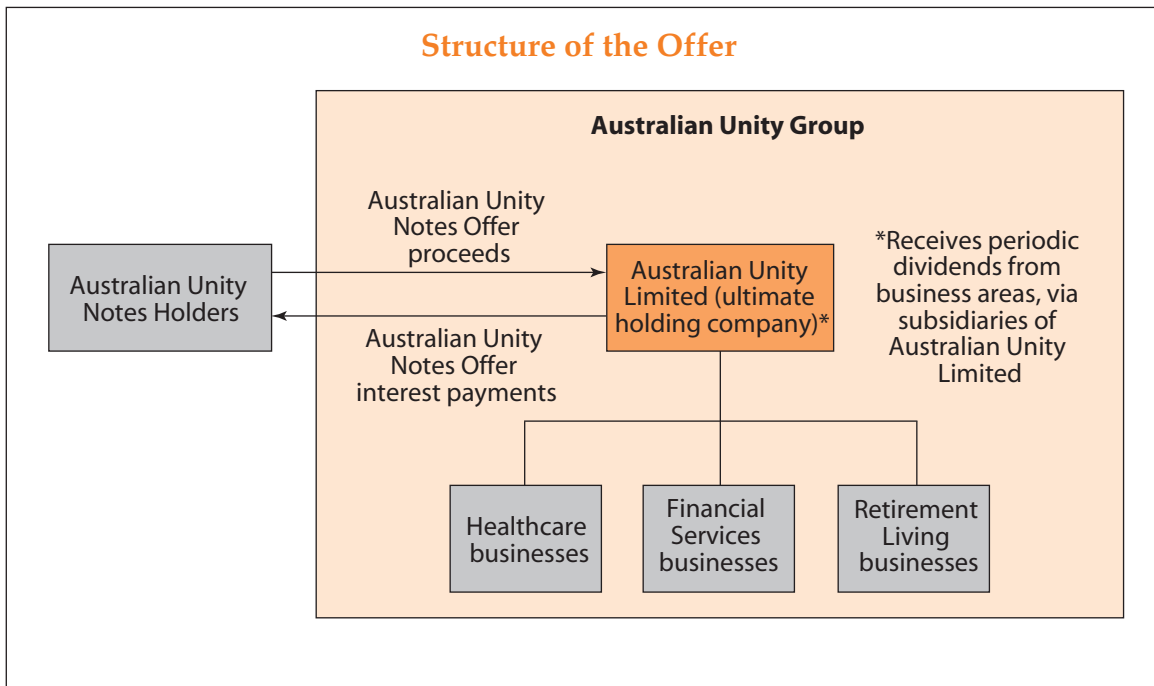 Structure of the Offer
Australian Unity Group
Australian Unity
Notes Offer
proceeds
Australian Unity
Notes Holders
Australian Unity
Limited (ultimate
holding company)*
*Receives periodic
dividends from
business areas, via
subsidiaries of
Australian Unity
Limited
Australian Unity
Notes Offer
interest payments
Healthcare
businesses
Financial
Services
businesses
Retirement
Living
businesses